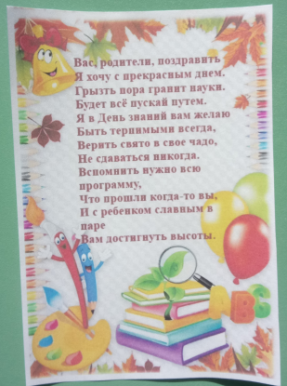 Вас, родители, поздравить
Я хочу с прекрасным днем.
Грызть пора гранит науки.
Будет всё пускай путем.
Я в День знаний вам желаю
Быть терпимыми всегда,
Верить свято в свое чадо,
Не сдаваться никогда.
Вспомнить нужно всю
программу,
Что прошли когда-то вы,
И с ребенком славным в
паре
Вам достигнуть высоты.
ABC